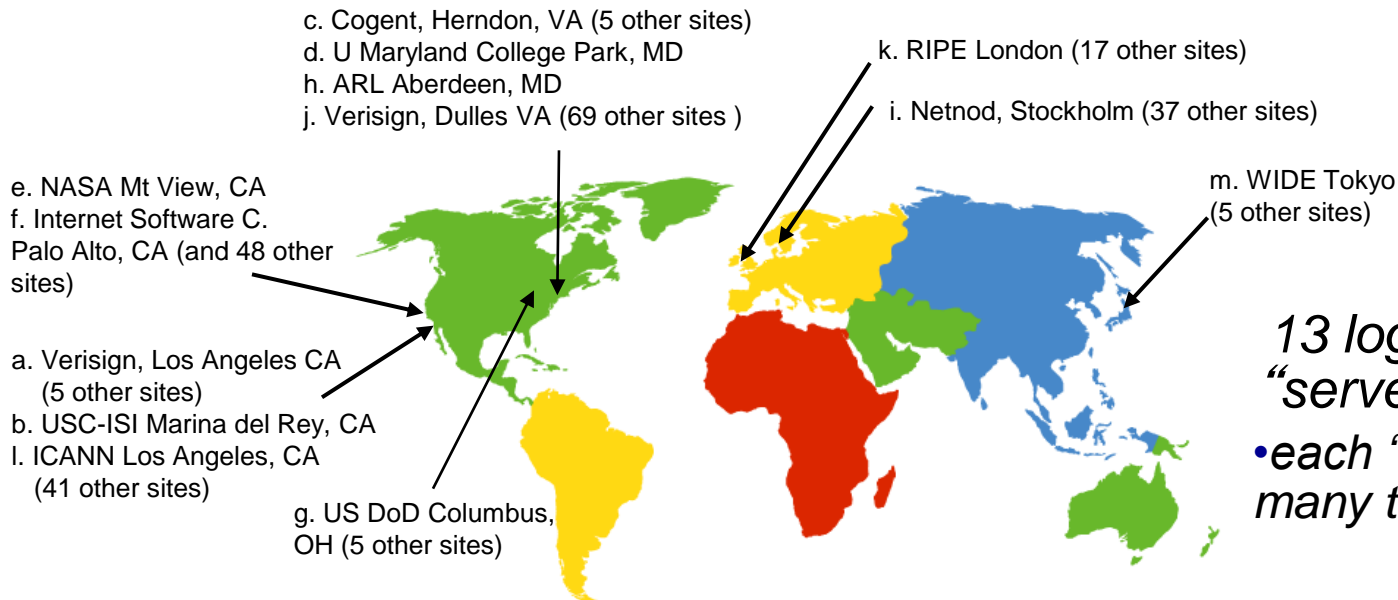 c. Cogent, Herndon, VA (5 other sites)
d. U Maryland College Park, MD
h. ARL Aberdeen, MD
j. Verisign, Dulles VA (69 other sites )
k. RIPE London (17 other sites)
i. Netnod, Stockholm (37 other sites)
m. WIDE Tokyo
(5 other sites)
e. NASA Mt View, CA
f. Internet Software C.
Palo Alto, CA (and 48 other
sites)
a. Verisign, Los Angeles CA
(5 other sites)
b. USC-ISI Marina del Rey, CA
l. ICANN Los Angeles, CA
(41 other sites)
g. US DoD Columbus,
OH (5 other sites)
13 log
“serve
•each “
many t